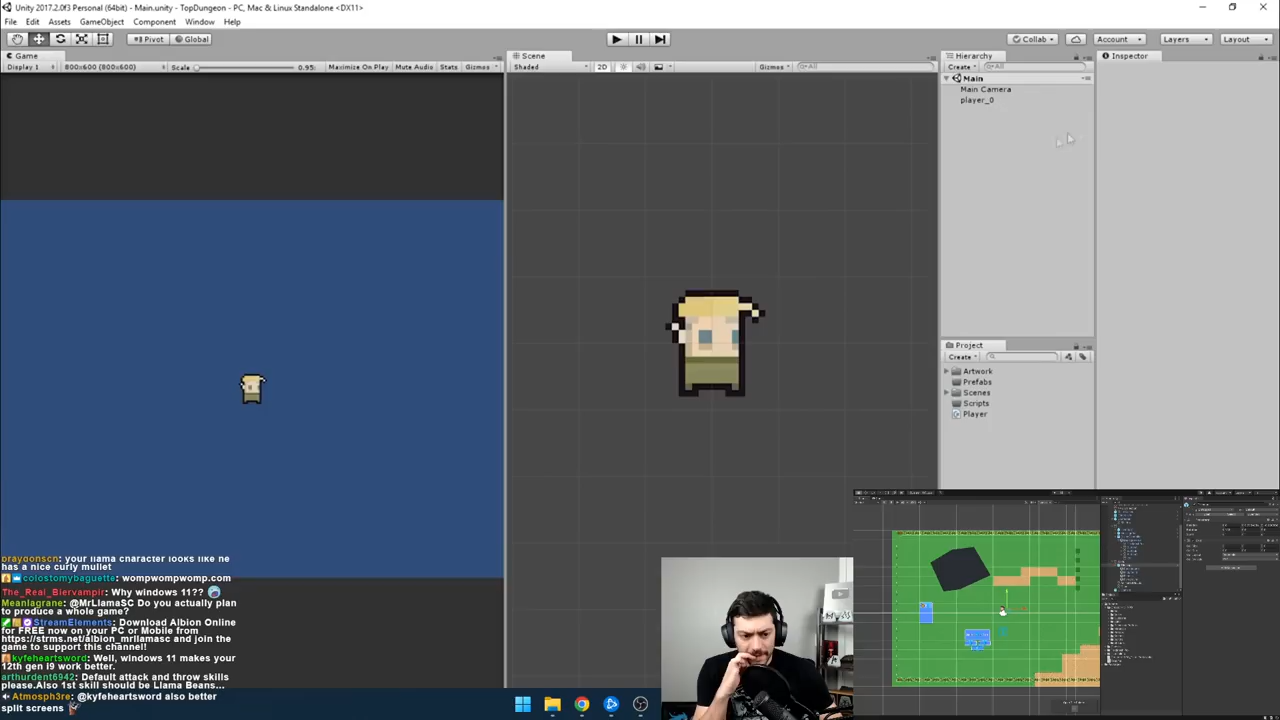 Unity 2017.2.0f3 Personal (64bit) - Main.unity - TopDungeon - PC, Mac & Linux Standalone <DX11>
File Edit Assets GameObject Component Window Help
Pivot Global Collab Account Layers Layout
Game
Display 1 800x600 (800x600) Scale 0.95: Maximize On Play Mute Audio Stats Gizmos
Scene
Shaded 2D Gizmos All
Hierarchy
Create All
Main
Main Camera
player_0
Inspector
Project
Create
Artwork
Prefabs
Scenes
Scripts
Player
praydonscn: your llama character looks like he
has a nice curly mullet
colostomybaguette: wompwompwomp.com
The_Real_Biervampir: Why windows 11??
Meanlagrane: @MrLlamaSC Do you actually plan
to produce a whole game?
StreamElements: Download Albion Online
for FREE now on your PC or Mobile from
https://strms.net/albion_mrllamasc and join the
game to support this channel!
kyfeheartsword: Well, windows 11 makes your
12th gen i9 work better.
arthurdent6942: Default attack and throw skills
please.Also 1st skill should be Llama Beans...
Atmosph3re: @kyfeheartsword also better
split screens